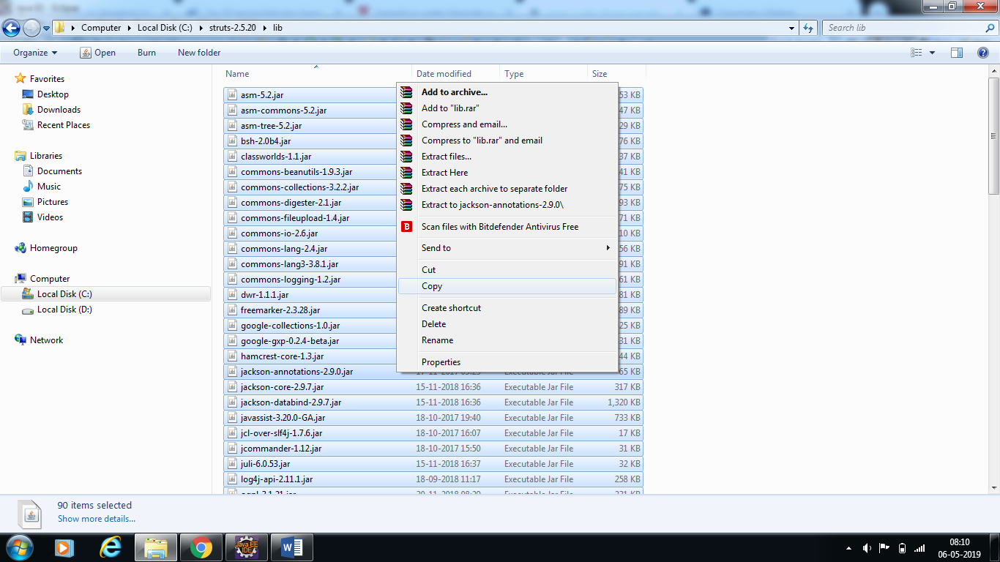 Computer ▸ Local Disk (C:) ▸ struts-2.5.20 ▸ lib
Search lib
Organize Open Burn New folder
Favorites
Desktop
Downloads
Recent Places
Libraries
Documents
Music
Pictures
Videos
Homegroup
Computer
Local Disk (C:)
Local Disk (D:)
Network
Name Date modified Type Size
asm-5.2.jar 53 KB
asm-commons-5.2.jar 47 KB
asm-tree-5.2.jar 29 KB
bsh-2.0b4.jar 76 KB
classworlds-1.1.jar 37 KB
commons-beanutils-1.9.3.jar 41 KB
commons-collections-3.2.2.jar 75 KB
commons-digester-2.1.jar 93 KB
commons-fileupload-1.4.jar 71 KB
commons-io-2.6.jar 10 KB
commons-lang-2.4.jar 56 KB
commons-lang3-3.8.1.jar 91 KB
commons-logging-1.2.jar 61 KB
dwr-1.1.1.jar 81 KB
freemarker-2.3.28.jar 89 KB
google-collections-1.0.jar 25 KB
google-gxp-0.2.4-beta.jar 31 KB
hamcrest-core-1.3.jar 44 KB
jackson-annotations-2.9.0.jar 65 KB
jackson-core-2.9.7.jar 15-11-2018 16:36 Executable Jar File 317 KB
jackson-databind-2.9.7.jar 15-11-2018 16:36 Executable Jar File 1,320 KB
javassist-3.20.0-GA.jar 18-10-2017 19:40 Executable Jar File 733 KB
jcl-over-slf4j-1.7.6.jar 18-10-2017 16:07 Executable Jar File 17 KB
jcommander-1.12.jar 18-10-2017 15:50 Executable Jar File 31 KB
juli-6.0.53.jar 15-11-2018 16:37 Executable Jar File 32 KB
log4j-api-2.11.1.jar 18-09-2018 11:17 Executable Jar File 258 KB
Add to archive...
Add to "lib.rar"
Compress and email...
Compress to "lib.rar" and email
Extract files...
Extract Here
Extract each archive to separate folder
Extract to jackson-annotations-2.9.0\
B Scan files with Bitdefender Antivirus Free
Send to
Cut
Copy
Create shortcut
Delete
Rename
Properties
90 items selected
Show more details...
Java EE
IDE
08:10
06-05-2019